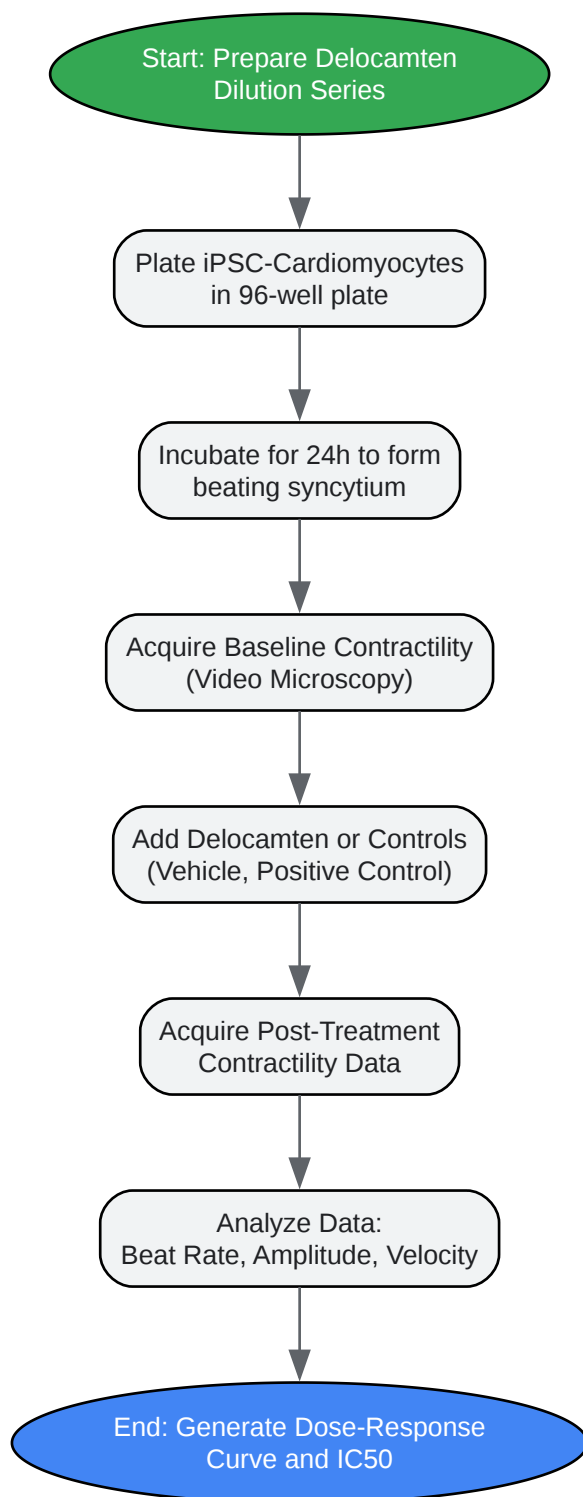 Start: Prepare Delocamten
Dilution Series
Plate iPSC-Cardiomyocytes
in 96-well plate
Incubate for 24h to form
beating syncytium
Acquire Baseline Contractility
(Video Microscopy)
Add Delocamten or Controls
(Vehicle, Positive Control)
Acquire Post-Treatment
Contractility Data
Analyze Data:
Beat Rate, Amplitude, Velocity
End: Generate Dose-Response
Curve and IC50